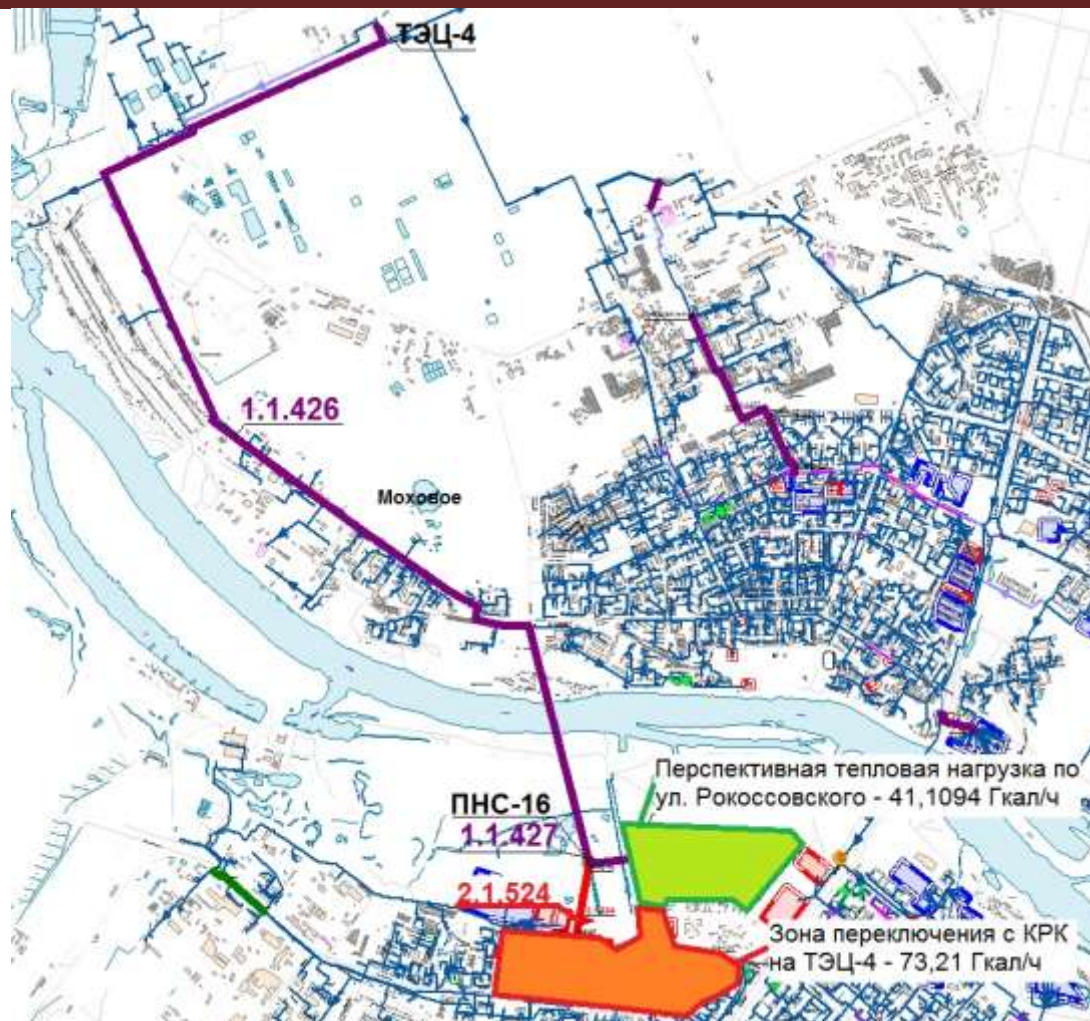 ТЭЦ-4
1.1.426
Моховое
Перспективная тепловая нагрузка по
ул. Рокоссовского - 41,1094 Гкал/ч
ПНС-16
1.1.427
2.1.524
Зона переключения с КРК
на ТЭЦ-4 - 73,21 Гкал/ч